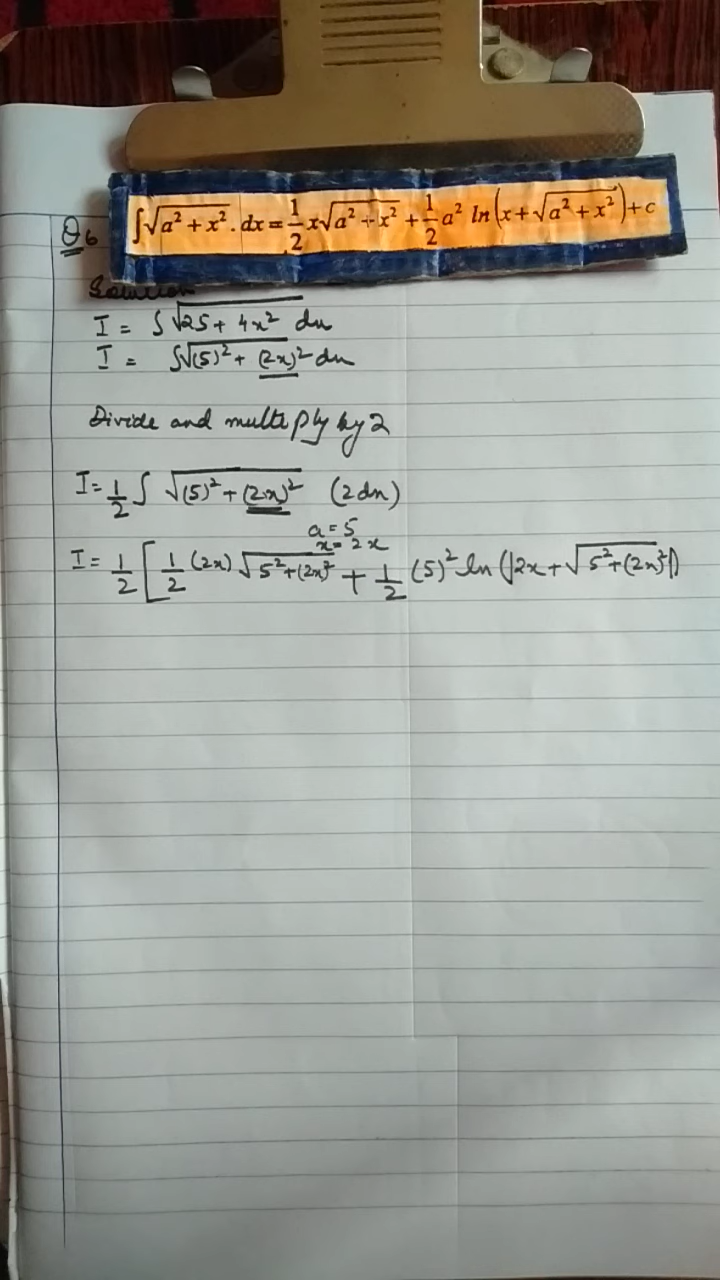 Q6
∫√(a² + x²). dx = 1/2 x√(a² + x²) + 1/2 a² ln(x + √(a² + x²)) + c
Solution
I = ∫ √(25 + 4x²) dx
I = ∫√((5)² + (2x)²) dx
Divide and multiply by 2
I = 1/2 ∫ √((5)² + (2x)²) (2dx)
a = 5
x = 2x
I = 1/2 [ 1/2 (2x) √(5² + (2x)²) + 1/2 (5)² ln (|2x + √(5² + (2x)²)|)